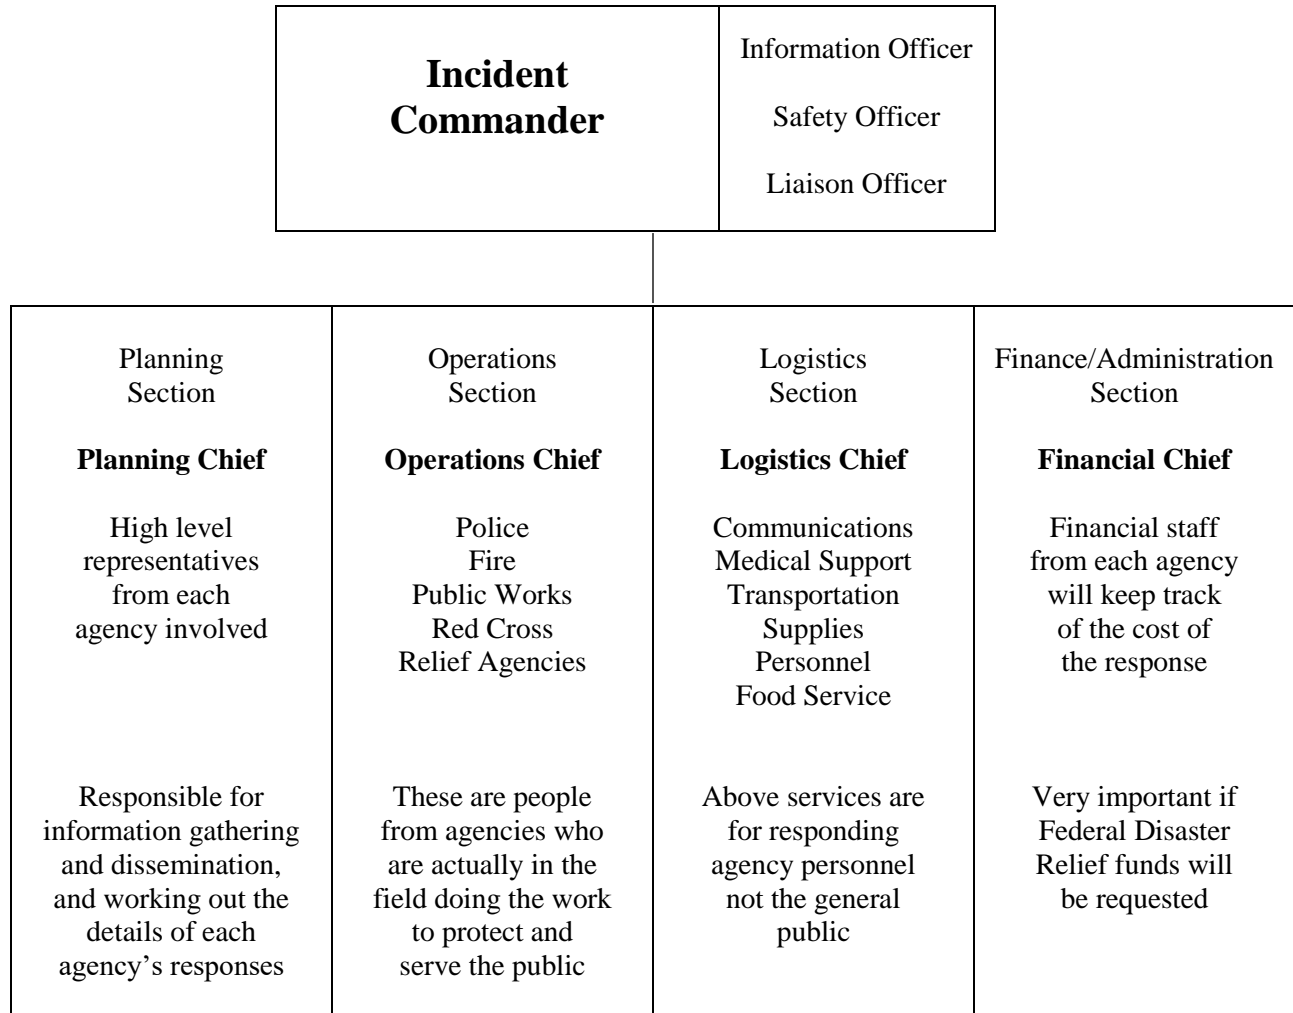 Incident
Commander
Information Officer
Safety Officer
Liaison Officer
Planning
Section
Planning Chief
High level
representatives
from each
agency involved
Responsible for
information gathering
and dissemination,
and working out the
details of each
agency’s responses
Operations
Section
Operations Chief
Police
Fire
Public Works
Red Cross
Relief Agencies
These are people
from agencies who
are actually in the
field doing the work
to protect and
serve the public
Logistics
Section
Logistics Chief
Communications
Medical Support
Transportation
Supplies
Personnel
Food Service
Above services are
for responding
agency personnel
not the general
public
Finance/Administration
Section
Financial Chief
Financial staff
from each agency
will keep track
of the cost of
the response
Very important if
Federal Disaster
Relief funds will
be requested